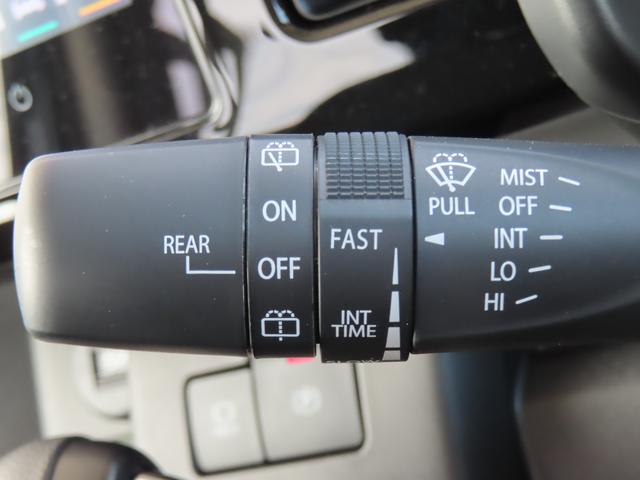 REAR
ON
OFF
FAST
INT
TIME
PULL
MIST
OFF
INT
LO
HI